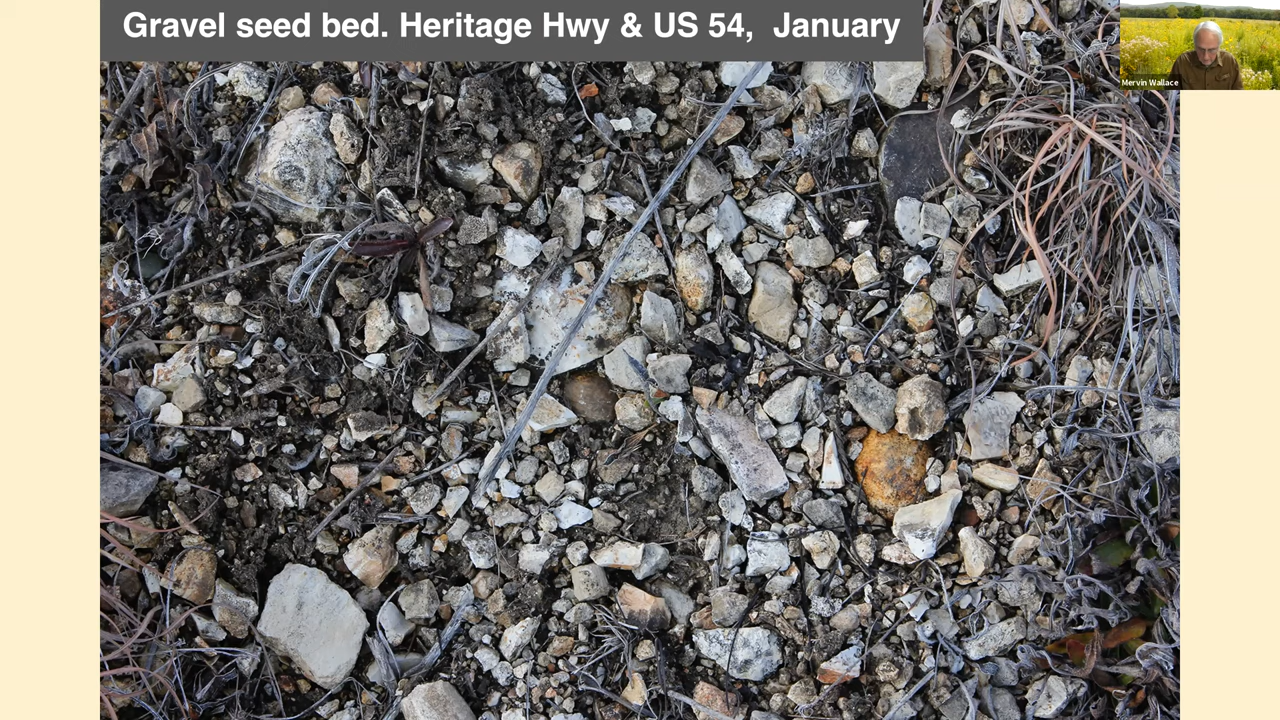 Gravel seed bed. Heritage Hwy & US 54,  January
Mervin Wallace